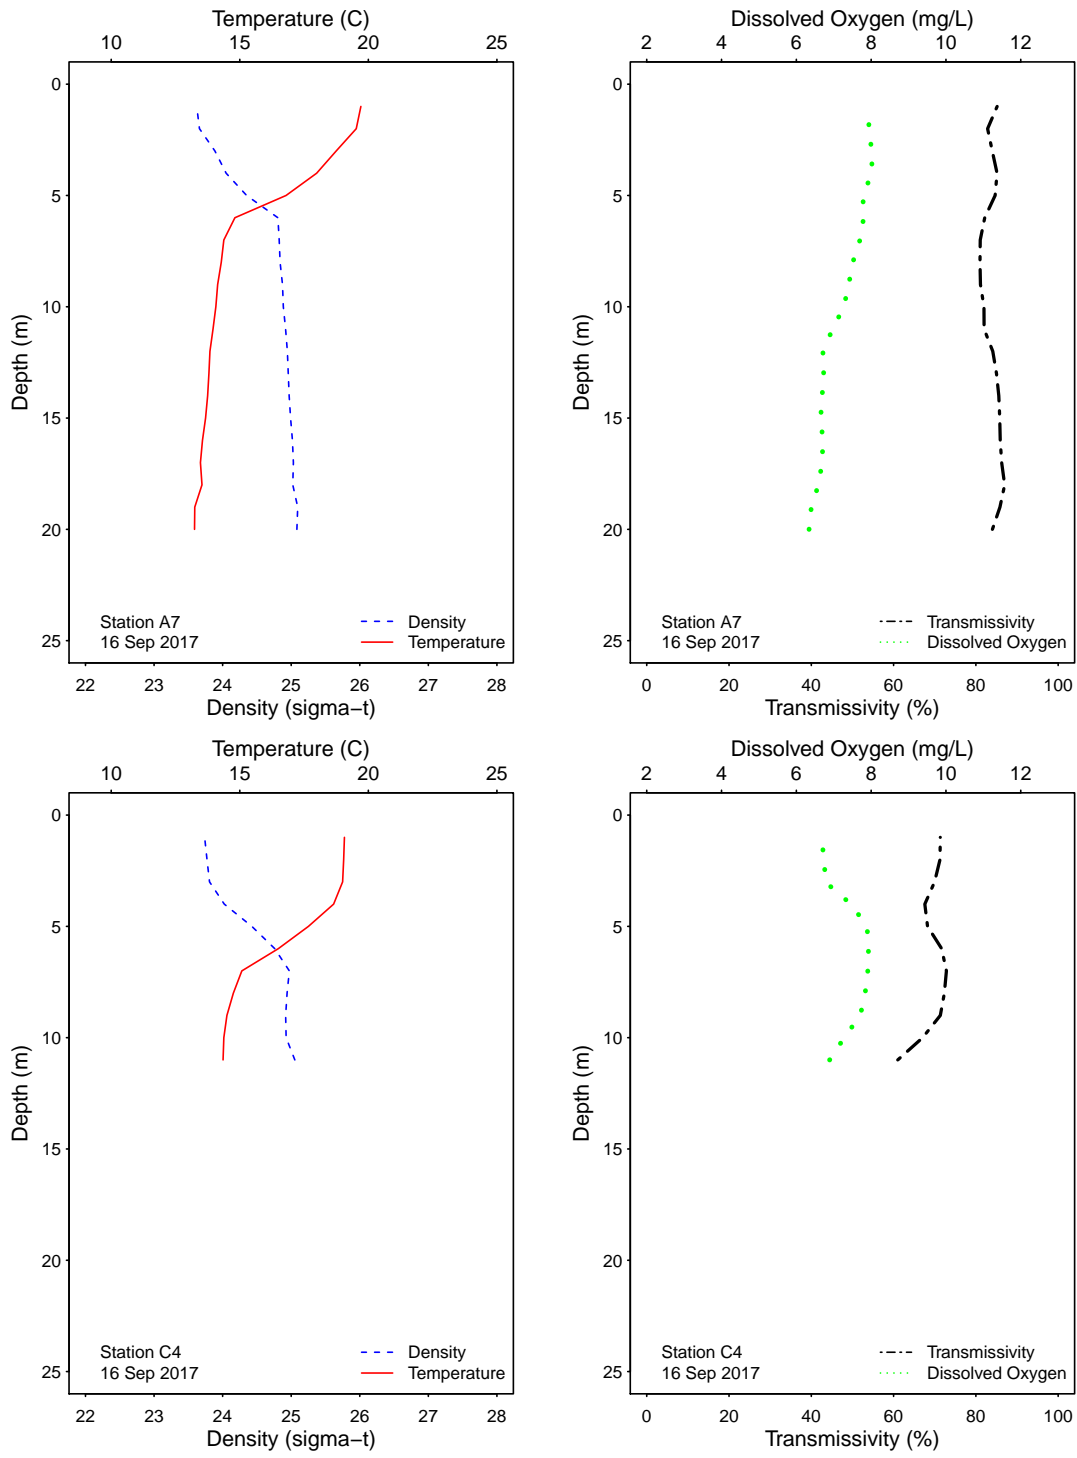 Temperature (C)
10 15 20 25
0
5
10
15
20
25
Depth (m)
Station A7
16 Sep 2017
Density
Temperature
22 23 24 25 26 27 28
Density (sigma−t)
Dissolved Oxygen (mg/L)
2 4 6 8 10 12
0
5
10
15
20
25
Depth (m)
Station A7
16 Sep 2017
Transmissivity
Dissolved Oxygen
0 20 40 60 80 100
Transmissivity (%)
Temperature (C)
10 15 20 25
0
5
10
15
20
25
Depth (m)
Station C4
16 Sep 2017
Density
Temperature
22 23 24 25 26 27 28
Density (sigma−t)
Dissolved Oxygen (mg/L)
2 4 6 8 10 12
0
5
10
15
20
25
Depth (m)
Station C4
16 Sep 2017
Transmissivity
Dissolved Oxygen
0 20 40 60 80 100
Transmissivity (%)